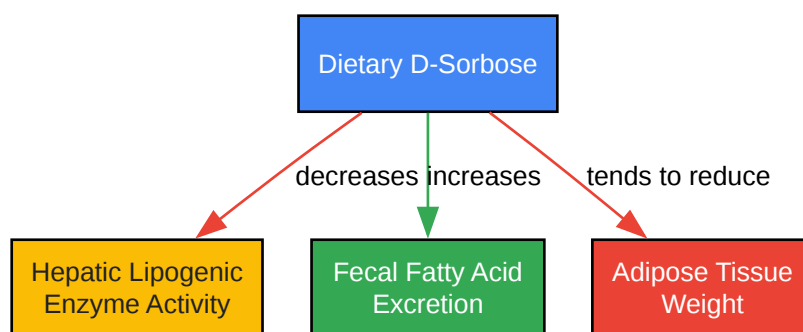 Dietary D-Sorbose
decreases
increases
tends to reduce
Hepatic Lipogenic
Enzyme Activity
Fecal Fatty Acid
Excretion
Adipose Tissue
Weight